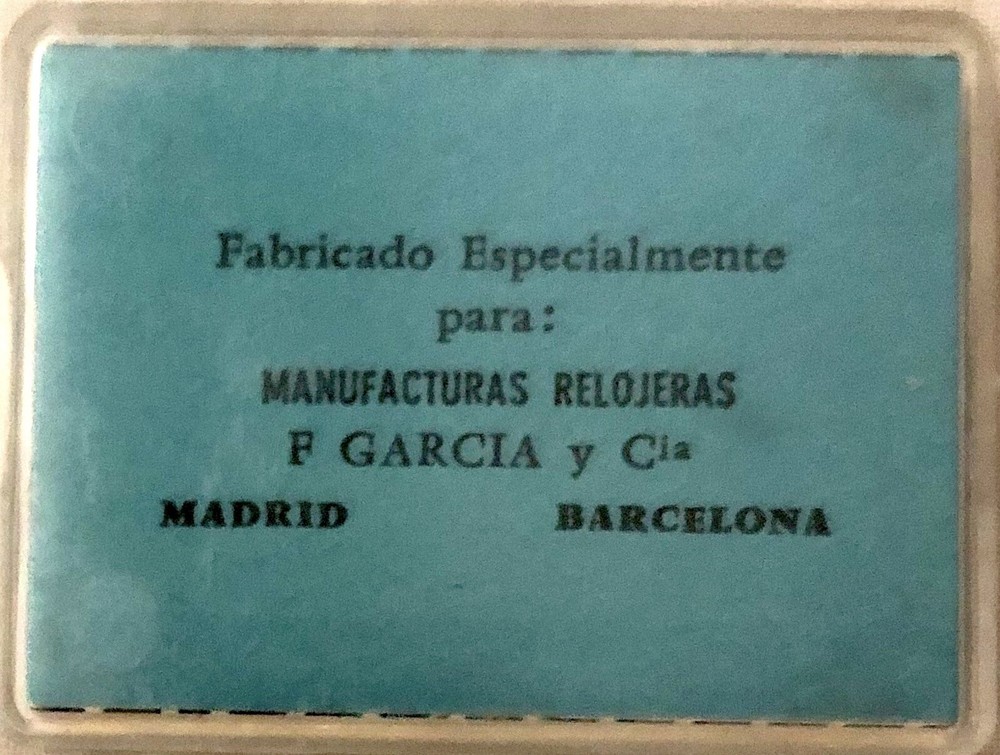 Fabricado Especialmente
para:
MANUFACTURAS RELOJERAS
F GARCIA y Cia
MADRID BARCELONA